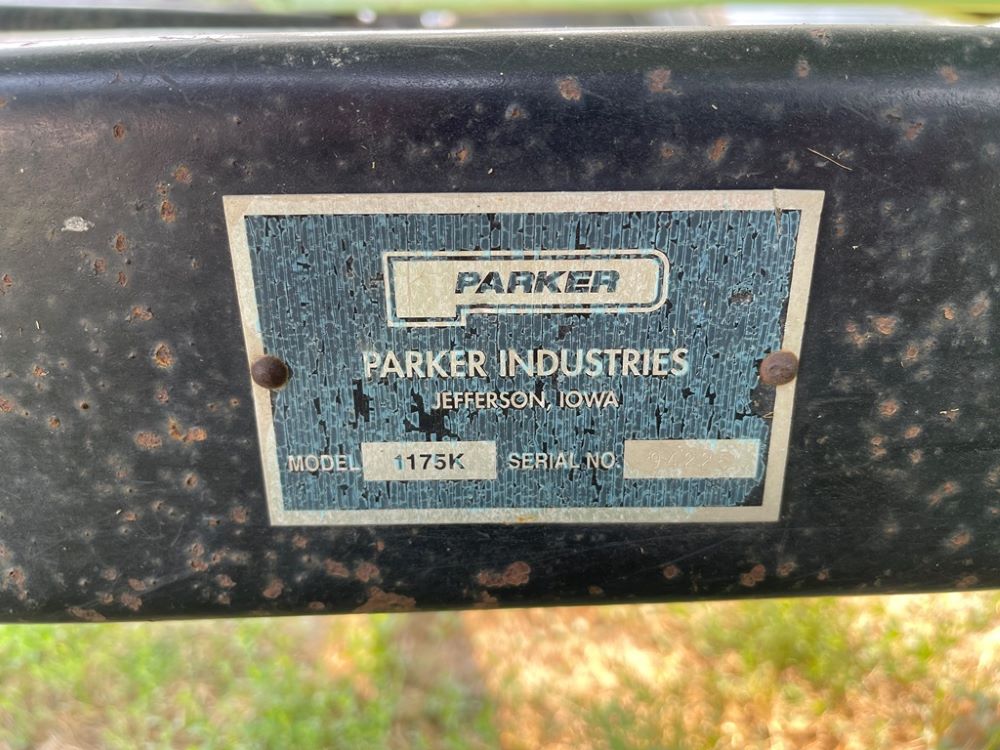 PARKER
PARKER INDUSTRIES
JEFFERSON, IOWA
MODEL 1175K SERIAL NO.